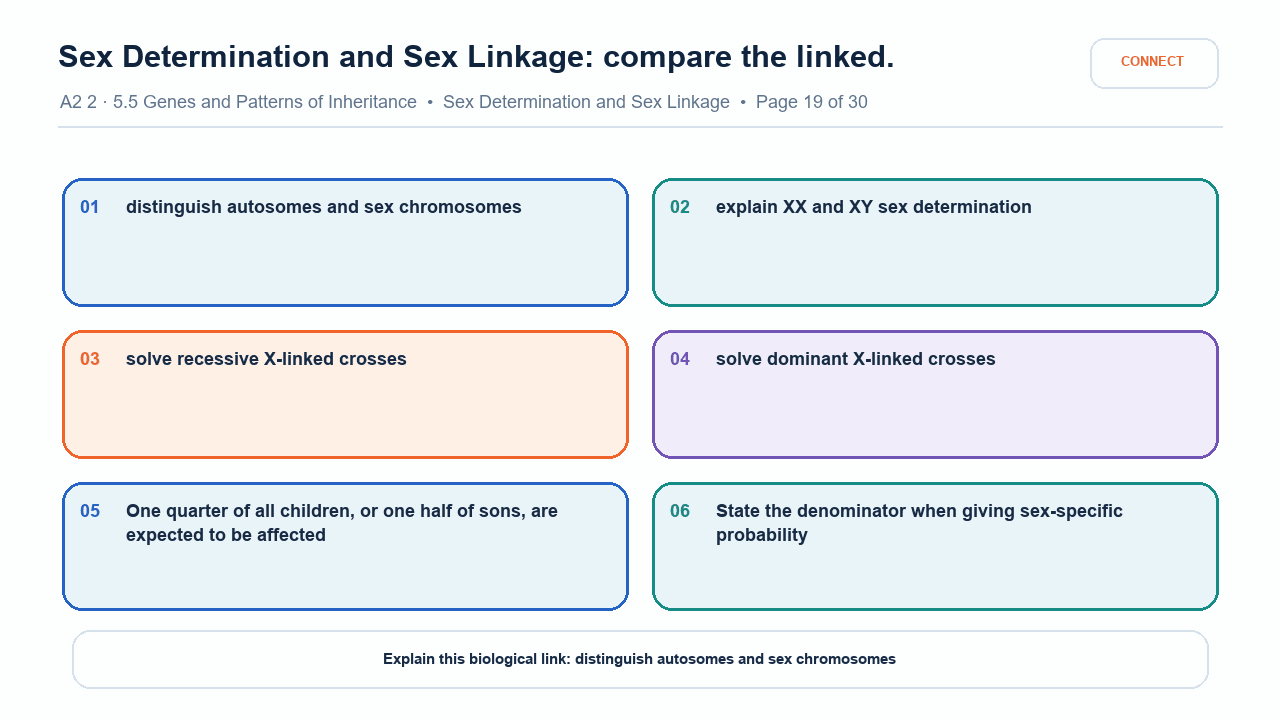 Sex Determination and Sex Linkage: compare the linked.
CONNECT
A2 2 · 5.5 Genes and Patterns of Inheritance • Sex Determination and Sex Linkage • Page 19 of 30
01 distinguish autosomes and sex chromosomes
02 explain XX and XY sex determination
03 solve recessive X-linked crosses
04 solve dominant X-linked crosses
05 One quarter of all children, or one half of sons, are
expected to be affected
06 State the denominator when giving sex-specific
probability
Explain this biological link: distinguish autosomes and sex chromosomes